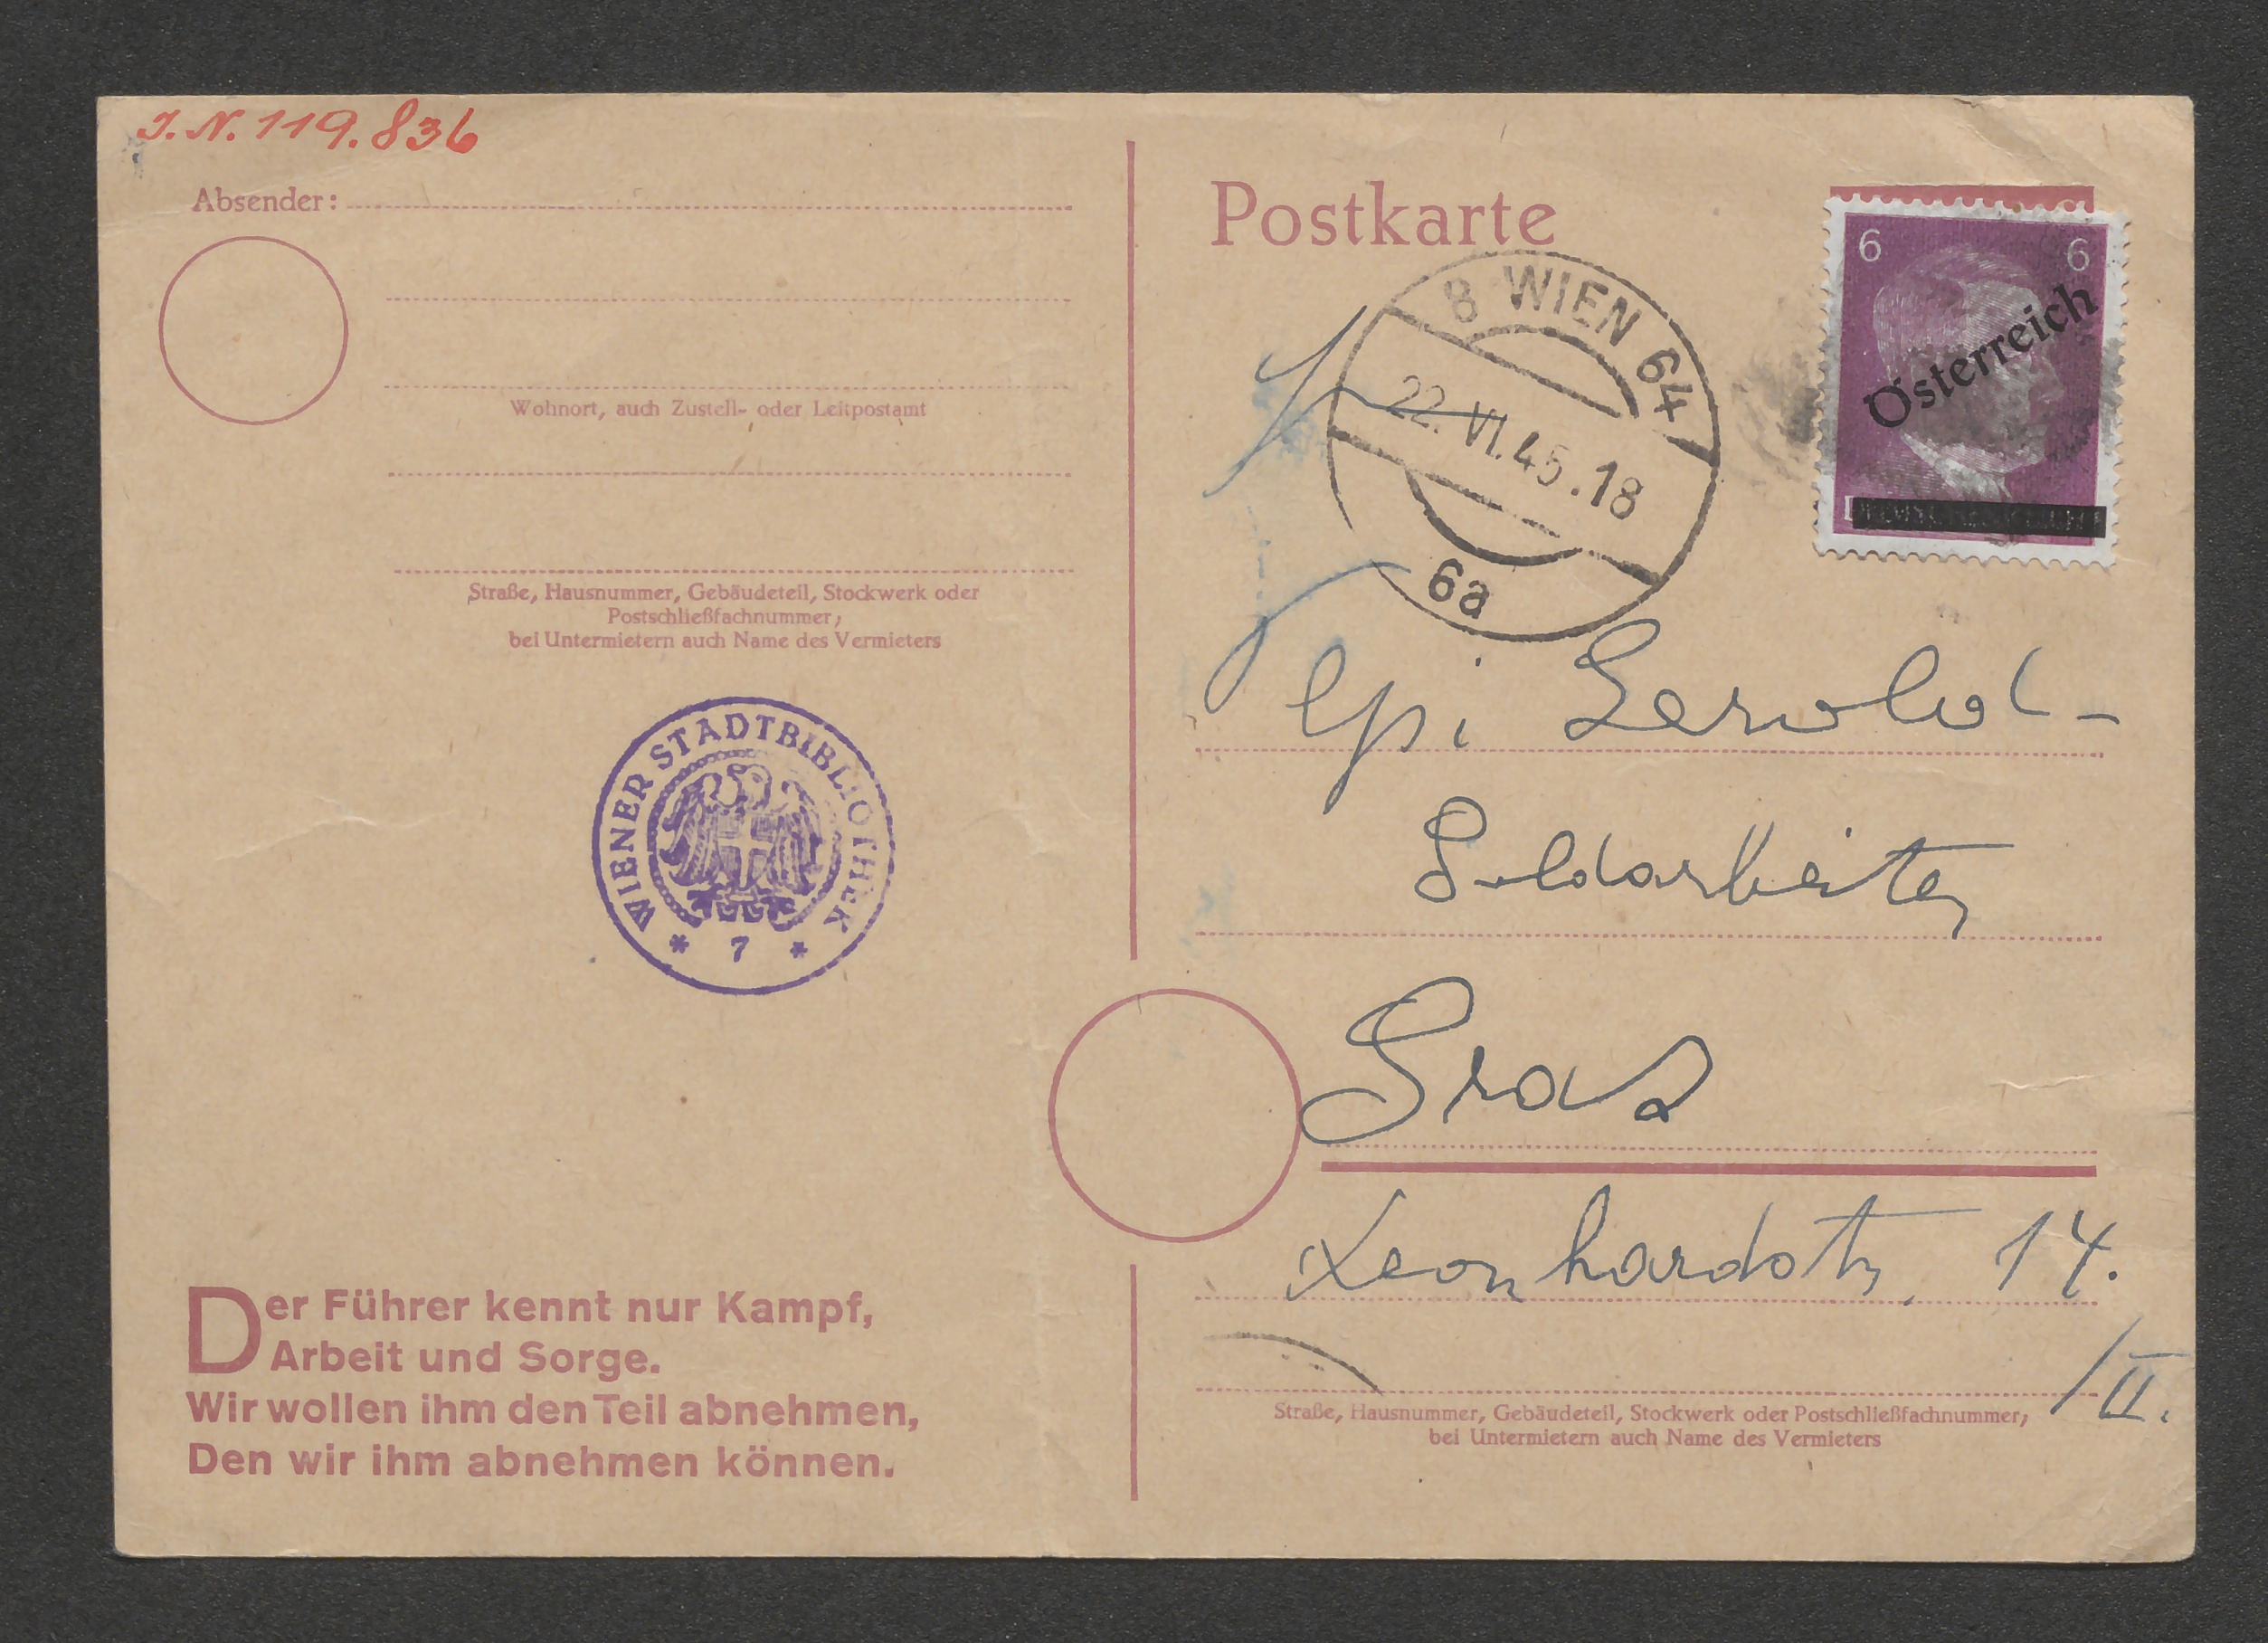 J.N. 119.836
Absender:
Wohnort, auch Zustell- oder Leitpostamt
Straße, Hausnummer, Gebäudeteil, Stockwerk oder
Postschließfachnummer;
bei Untermietern auch Name des Vermieters
WIENER STADTBIBLIOTHEK
* 7 *
Der Führer kennt nur Kampf,
Arbeit und Sorge.
Wir wollen ihm den Teil abnehmen,
Den wir ihm abnehmen können.
Postkarte
8 WIEN 64
22. VI. 45. 18
6a
6 6
Österreich
Goldarbeiter
Graz
Leonhardstr. 14.
/II.
Straße, Hausnummer, Gebäudeteil, Stockwerk oder Postschließfachnummer;
bei Untermietern auch Name des Vermieters